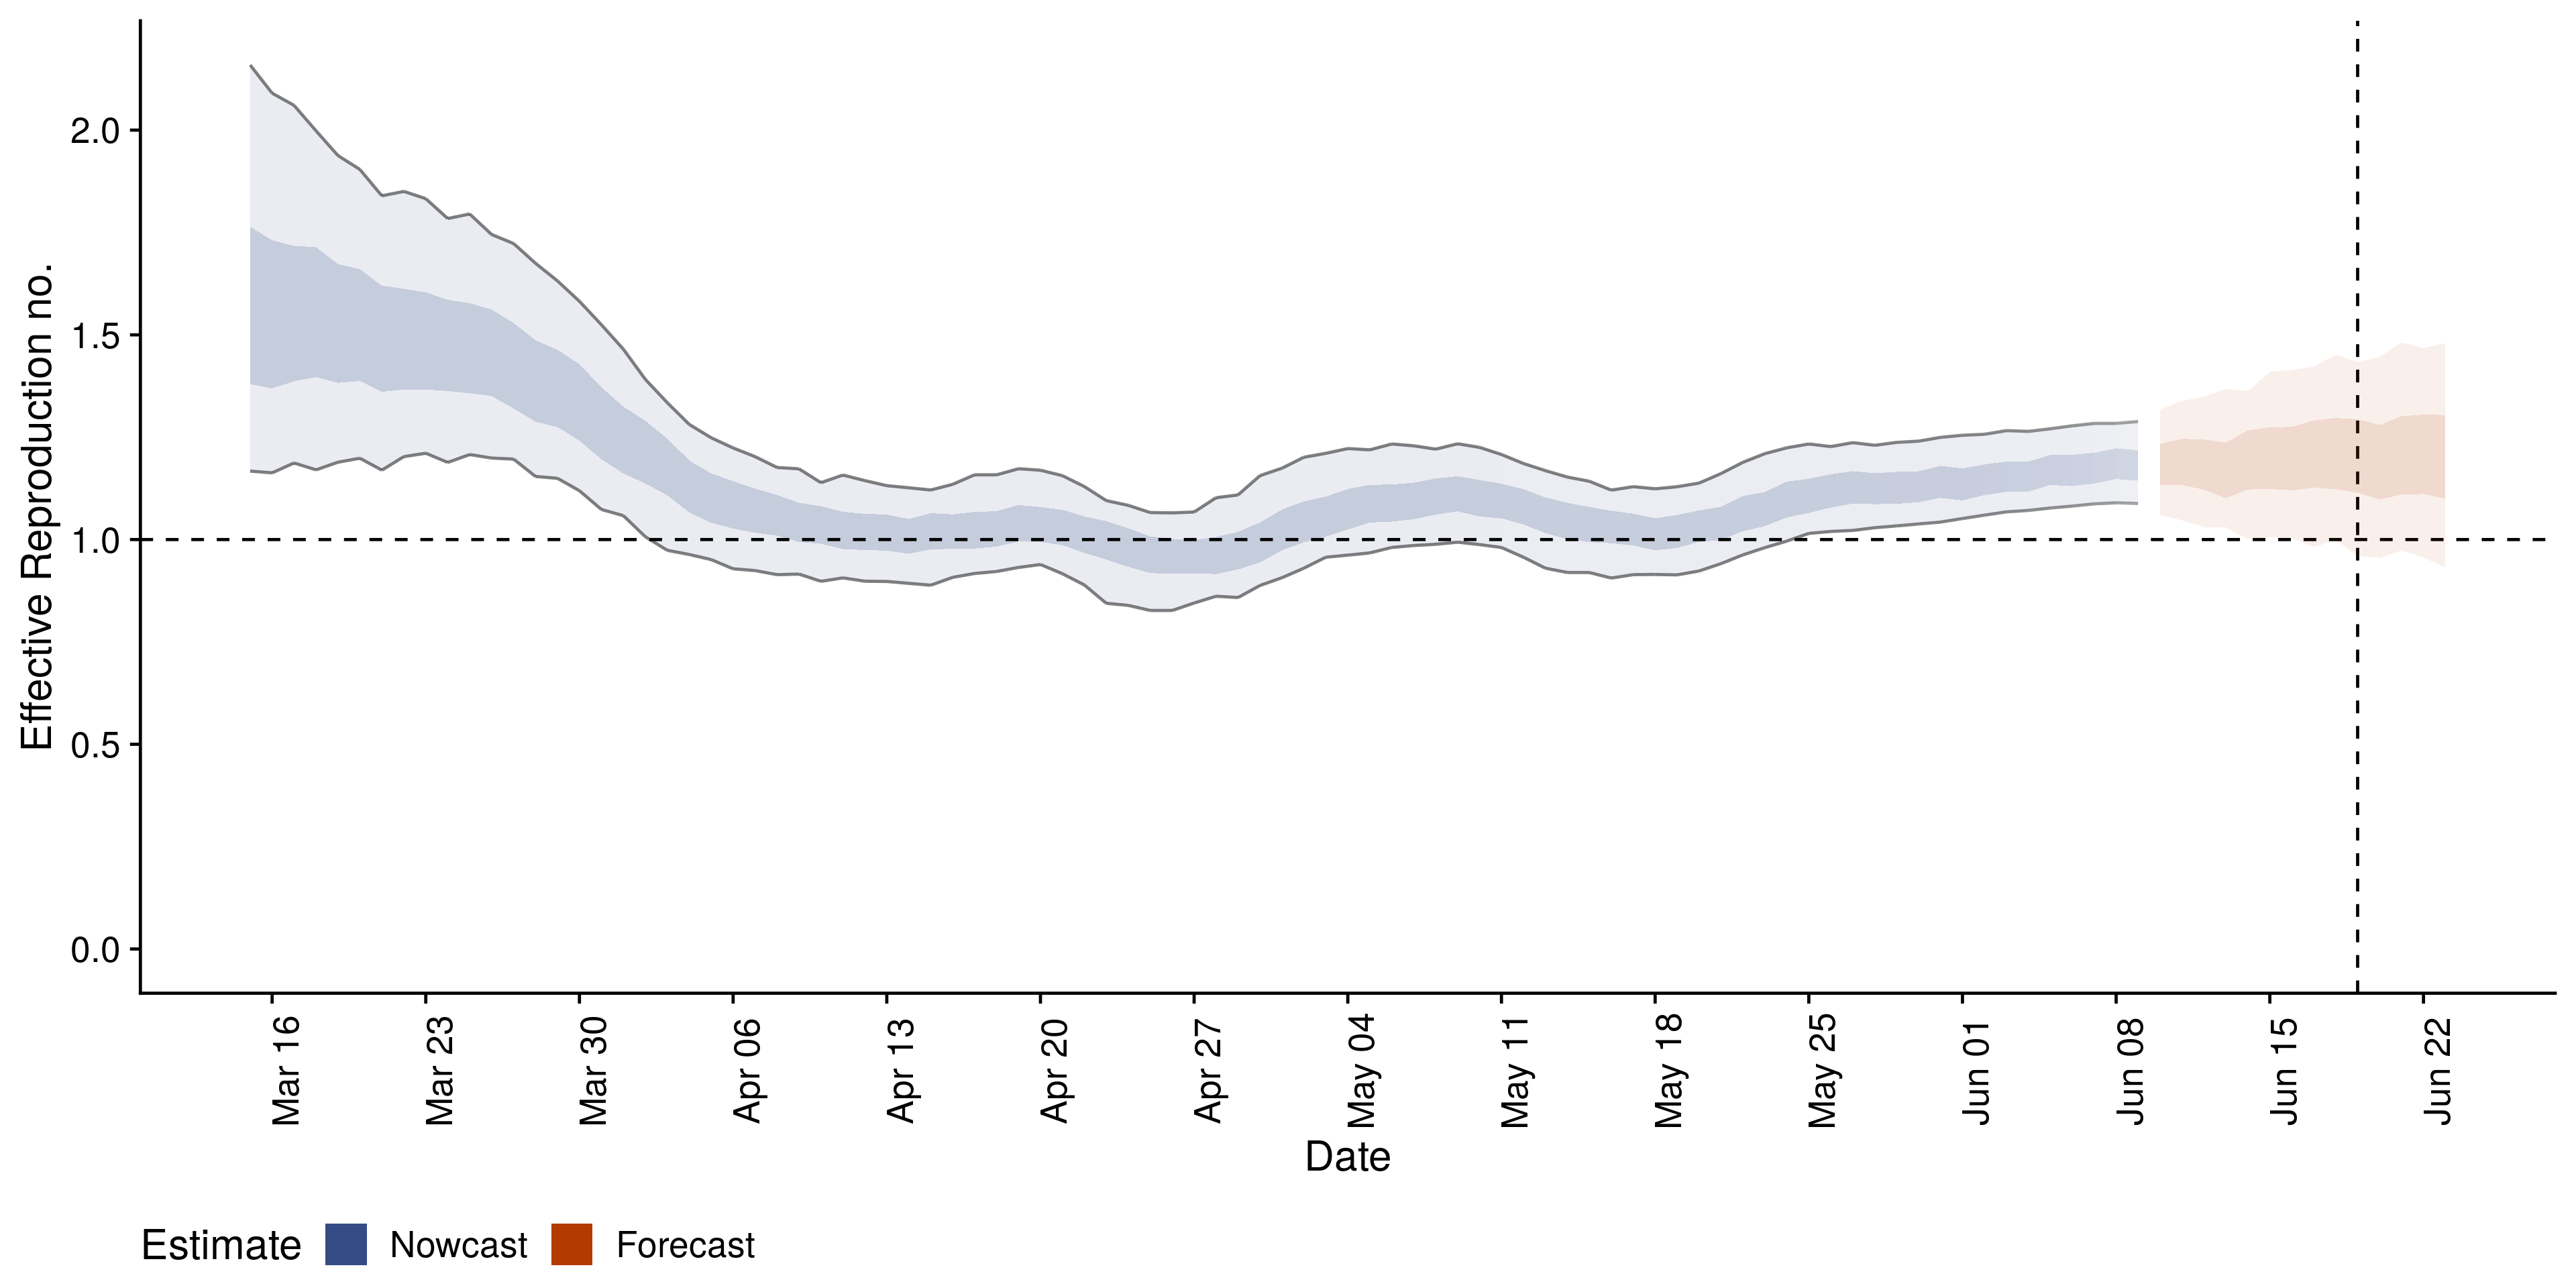 Effective Reproduction no.
2.0
1.5
1.0
0.5
0.0
Mar 16
Mar 23
Mar 30
Apr 06
Apr 13
Apr 20
Apr 27
May 04
May 11
May 18
May 25
Jun 01
Jun 08
Jun 15
Jun 22
Date
Estimate Nowcast Forecast